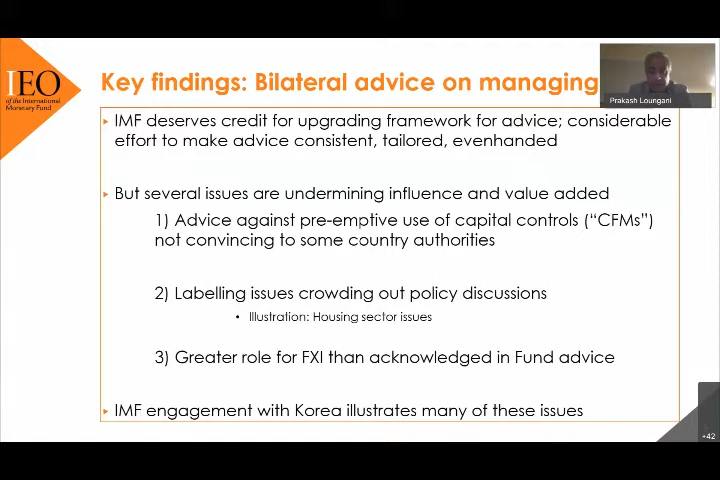 IEO
of the International
Monetary Fund
Key findings: Bilateral advice on managing
Prakash Loungani
IMF deserves credit for upgrading framework for advice; considerable
effort to make advice consistent, tailored, evenhanded
But several issues are undermining influence and value added
1) Advice against pre-emptive use of capital controls (“CFMs”)
not convincing to some country authorities
2) Labelling issues crowding out policy discussions
• Illustration: Housing sector issues
3) Greater role for FXI than acknowledged in Fund advice
IMF engagement with Korea illustrates many of these issues
+42